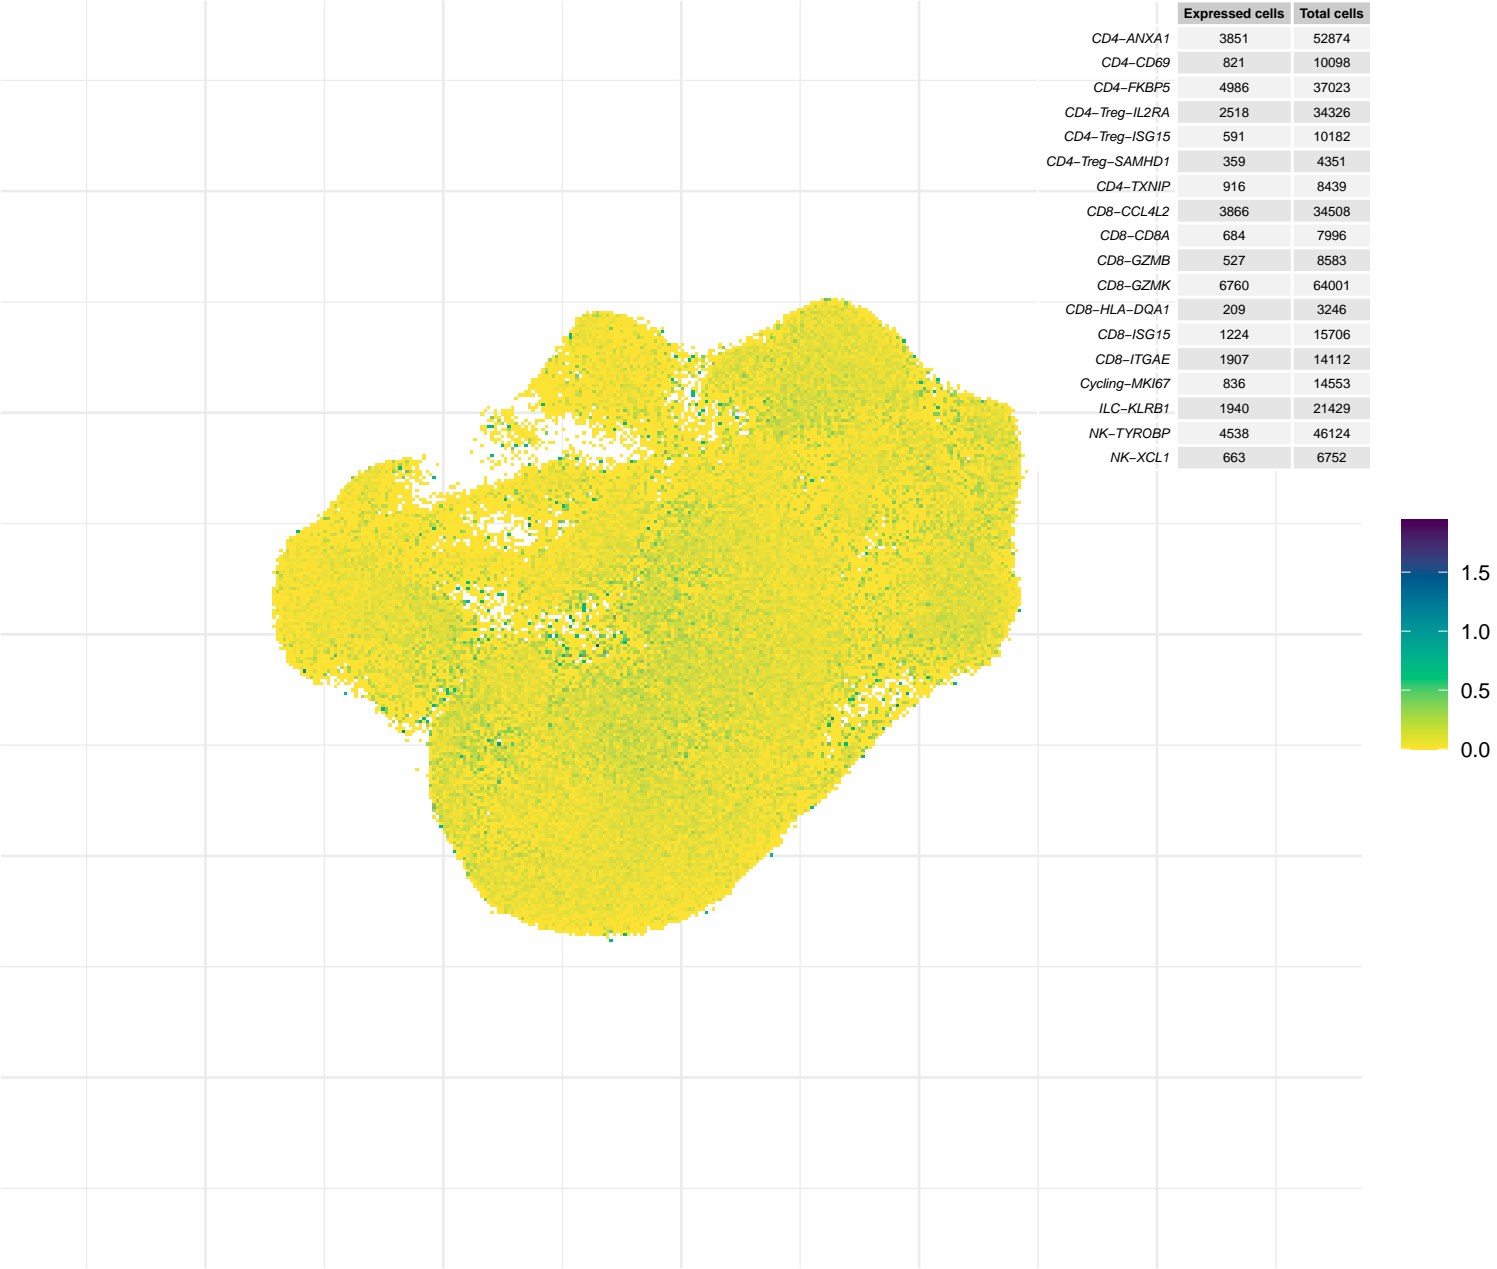 Expressed cells Total cells
CD4−ANXA1 3851 52874
CD4−CD69 821 10098
CD4−FKBP5 4986 37023
CD4−Treg−IL2RA 2518 34326
CD4−Treg−ISG15 591 10182
CD4−Treg−SAMHD1 359 4351
CD4−TXNIP 916 8439
CD8−CCL4L2 3866 34508
CD8−CD8A 684 7996
CD8−GZMB 527 8583
CD8−GZMK 6760 64001
CD8−HLA−DQA1 209 3246
CD8−ISG15 1224 15706
CD8−ITGAE 1907 14112
Cycling−MKI67 836 14553
ILC−KLRB1 1940 21429
NK−TYROBP 4538 46124
NK−XCL1 663 6752
1.5
1.0
0.5
0.0